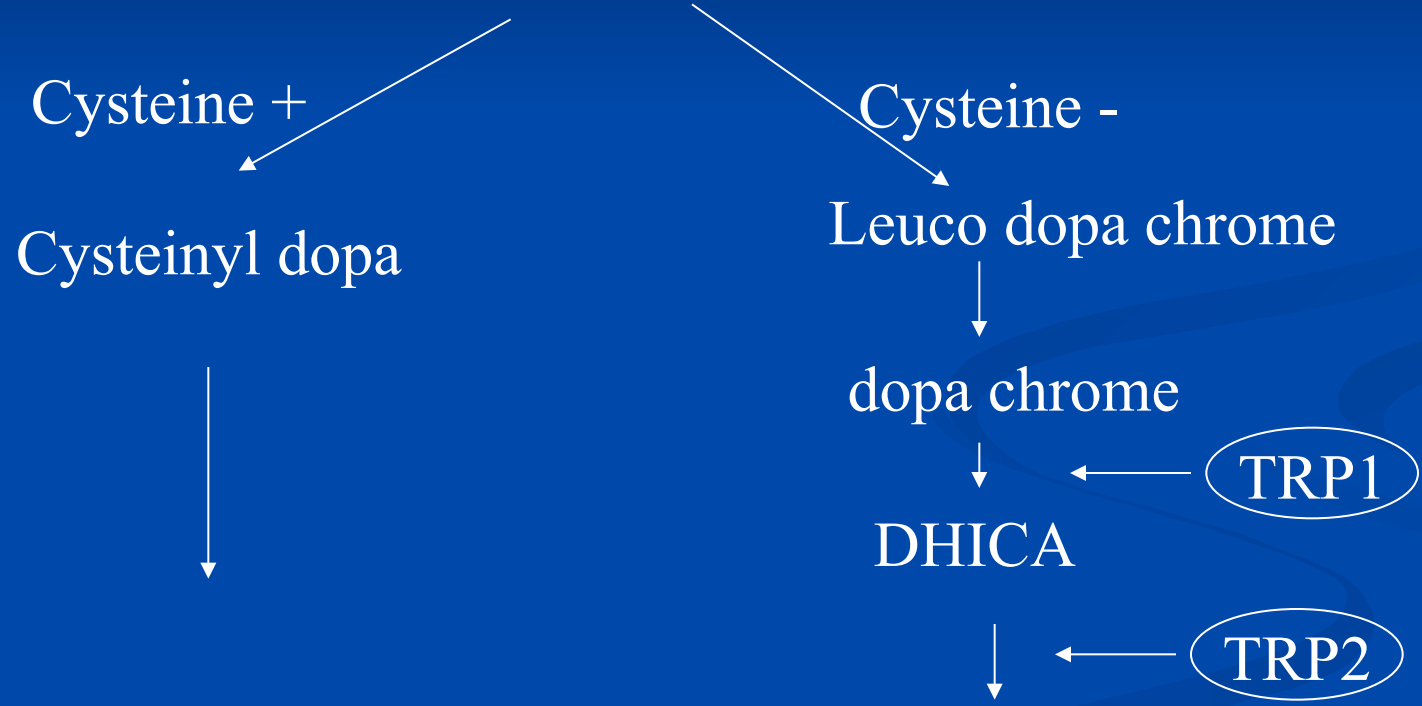 Cysteine +
Cysteine -
Cysteinyl dopa
Leuco dopa chrome
dopa chrome
TRP1
DHICA
TRP2